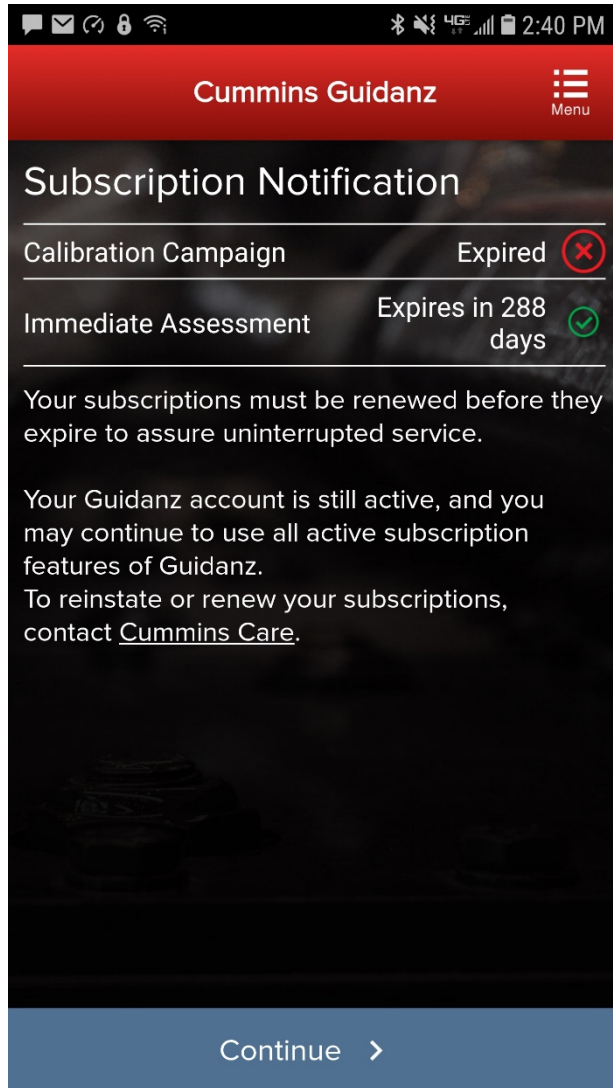 4GE 2:40 PM
Cummins Guidanz
Menu
Subscription Notification
Calibration Campaign Expired
Immediate Assessment Expires in 288
days
Your subscriptions must be renewed before they
expire to assure uninterrupted service.
Your Guidanz account is still active, and you
may continue to use all active subscription
features of Guidanz.
To reinstate or renew your subscriptions,
contact Cummins Care.
Continue